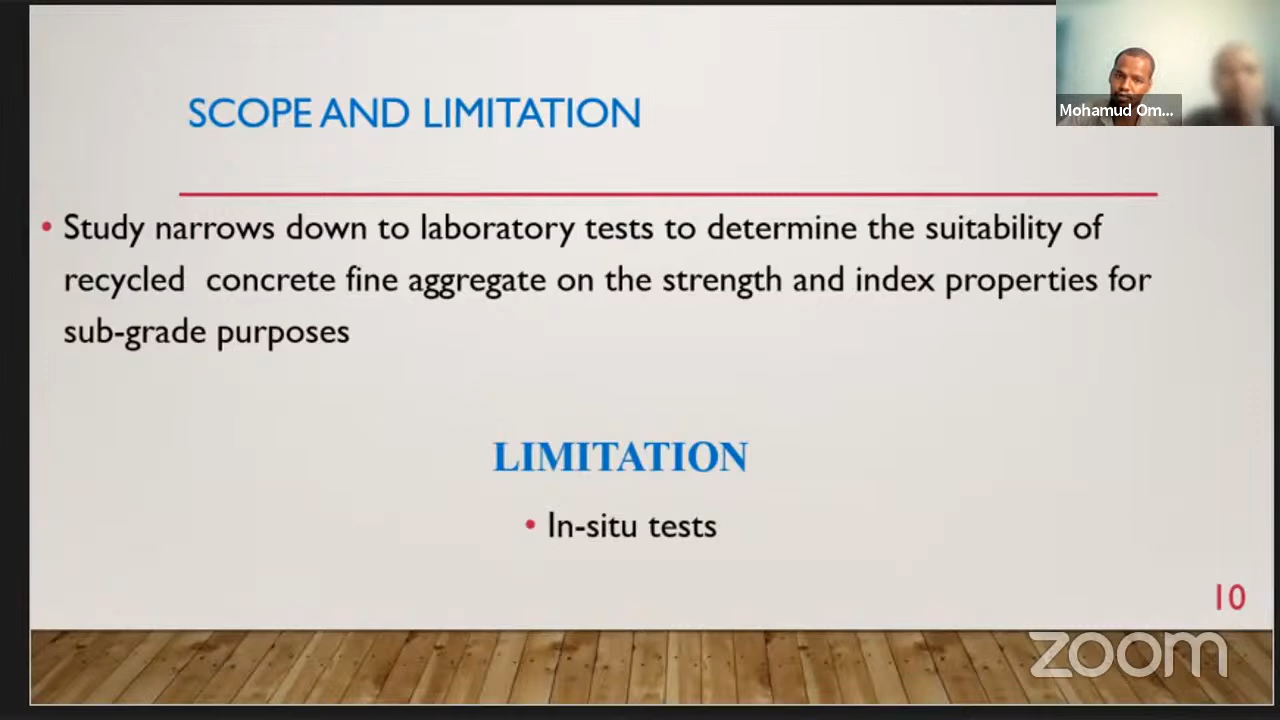 SCOPE AND LIMITATION
Mohamud Om...
• Study narrows down to laboratory tests to determine the suitability of
recycled concrete fine aggregate on the strength and index properties for
sub-grade purposes
LIMITATION
• In-situ tests
10
zoom